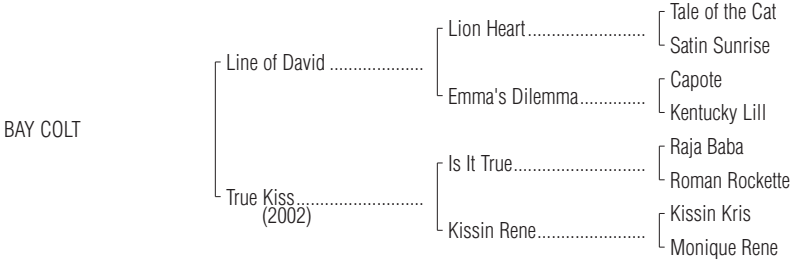 Tale of the Cat
Lion Heart........................
Satin Sunrise
Line of David ...................
Capote
Emma's Dilemma.............
Kentucky Lill
BAY COLT
Raja Baba
Is It True...........................
Roman Rockette
True Kiss..........................
(2002)
Kissin Kris
Kissin Rene......................
Monique Rene